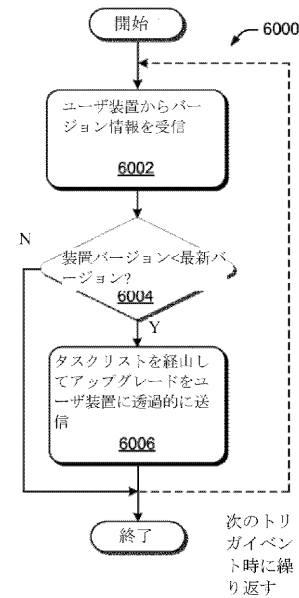 開始
6000
ユーザ装置からバー
ジョン情報を受信
6002
N
装置バージョン<最新バ
ージョン?
6004
Y
タスクリストを経由し
てアップグレードをユ
ーザ装置に透過的に送
信
6006
終了
次のトリ
ガイベン
ト時に繰
り返す